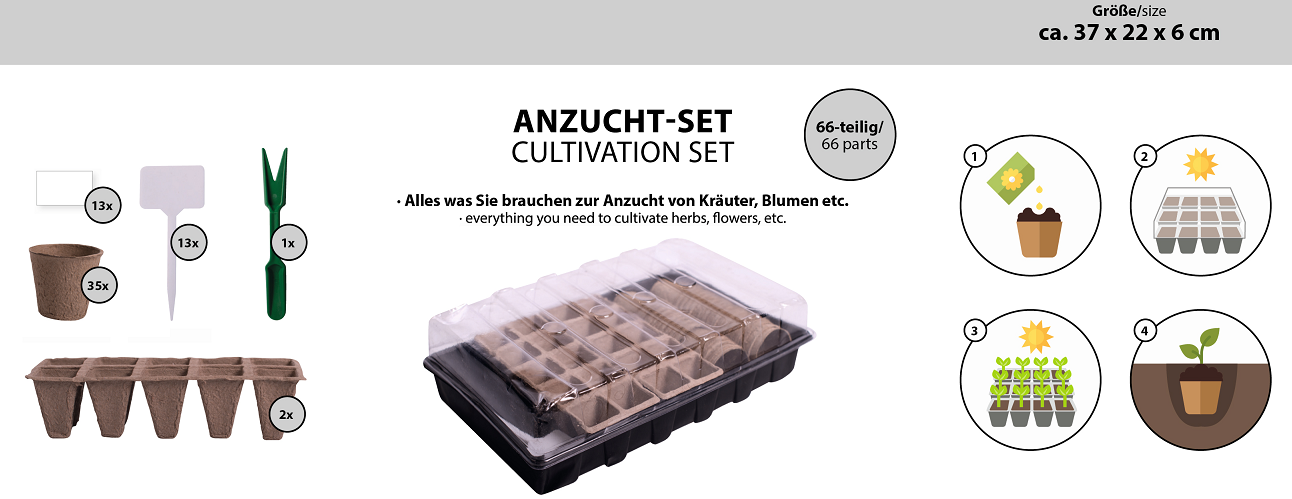 Größe/size
ca. 37 x 22 x 6 cm
ANZUCHT-SET
CULTIVATION SET
66-teilig/
66 parts
· Alles was Sie brauchen zur Anzucht von Kräuter, Blumen etc.
· everything you need to cultivate herbs, flowers, etc.
13x
13x
1x
35x
2x
1
2
3
4